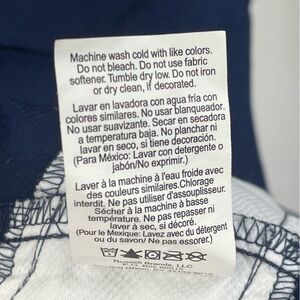 Machine wash cold with like colors.
Do not bleach. Do not use fabric
softener. Tumble dry low. Do not iron
or dry clean, if decorated.
Lavar en lavadora con agua fría con
colores similares. No usar blanqueador.
No usar suavizante. Secar en secadora
a temperatura baja. No planchar ni
lavar en seco, si tiene decoración.
(Para México: Lavar con detergente o
jabón/No exprimir.)
Laver à la machine à l'eau froide avec
des couleurs similaires.Chlorage
interdit. Ne pas utiliser d'assouplisseur.
Sécher à la machine à basse
température. Ne pas repasser ni
laver à sec, si décoré.
(Pour le Mexique: Lavez avec du détergent
ou du savon/ Ne pas essorer.)
Russell Brands, LLC
Green, KY